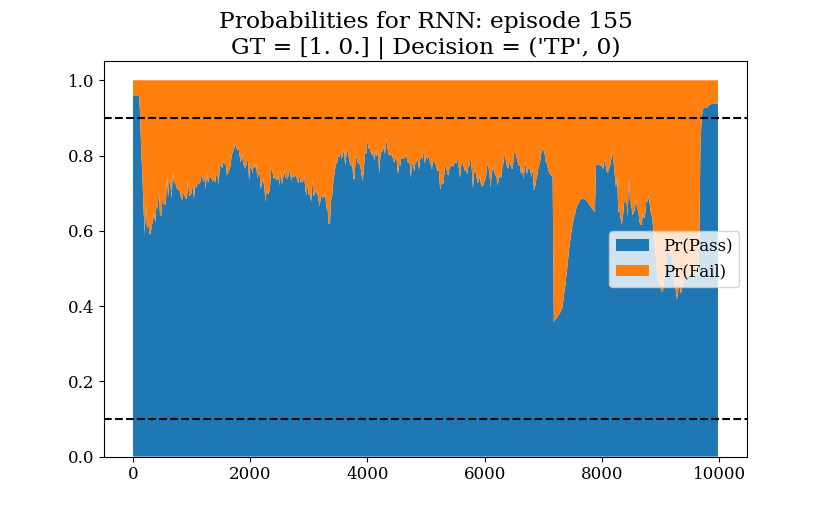 Probabilities for RNN: episode 155
GT = [1. 0.] | Decision = ('TP', 0)
1.0
0.8
0.6
0.4
0.2
0.0
Pr(Pass)
Pr(Fail)
0 2000 4000 6000 8000 10000